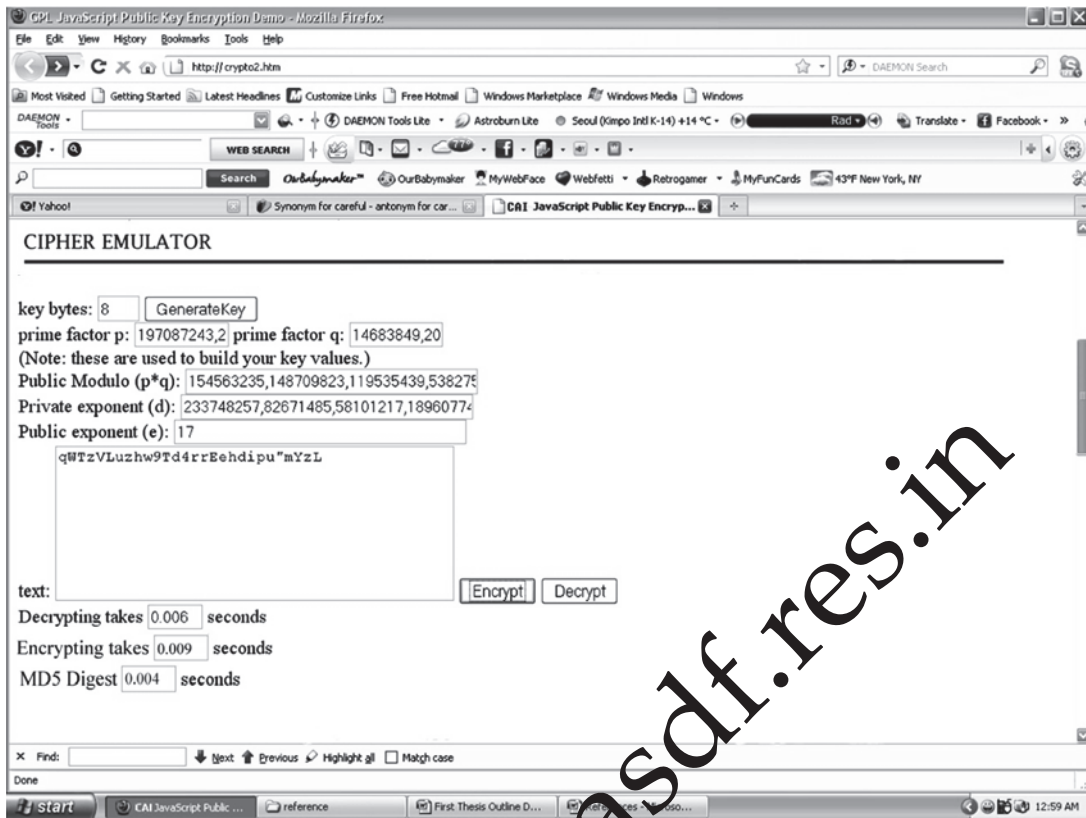 GPL JavaScript Public Key Encryption Demo - Mozilla Firefox
File Edit View History Bookmarks Tools Help
http://crypto2.htm
DAEMON Search
Most Visited Getting Started Latest Headlines Customize Links Free Hotmail Windows Marketplace Windows Media Windows
DAEMON Tools DAEMON Tools Lite Astroburn Lite Seoul (Kimpo Intl K-14) +14 °C Rad Translate Facebook
WEB SEARCH
Search OurBabymaker™ OurBabymaker MyWebFace Webfetti Retrogamer MyFunCards 43°F New York, NY
Yahoo! Synonym for careful - antonym for car... CAI JavaScript Public Key Encryp...
CIPHER EMULATOR
key bytes: 8 GenerateKey
prime factor p: 197087243,2 prime factor q: 14683849,20
(Note: these are used to build your key values.)
Public Modulo (p*q): 154563235,148709823,119535439,538275
Private exponent (d): 233748257,82671485,58101217,18960774
Public exponent (e): 17
qWTzVLuzhw9Td4rrEehdipu"mYzL
text: Encrypt Decrypt
Decrypting takes 0.006 seconds
Encrypting takes 0.009 seconds
MD5 Digest 0.004 seconds
× Find: Next Previous Highlight all Match case
Done
start CAI JavaScript Public ... reference First Thesis Outline D... 12:59 AM
asdf.res.in